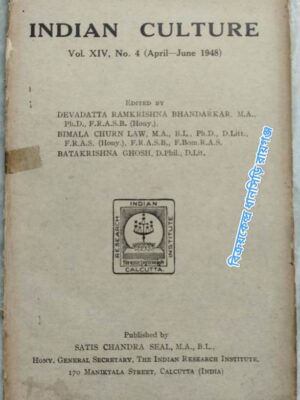 INDIAN CULTURE
Vol. XIV, No. 4 (April—June 1948)
EDITED BY
DEVADATTA RAMKRISHNA BHANDARKAR, M.A.,
Ph.D., F.R.A.S.B. (Hony.).
BIMALA CHURN LAW, M.A., B.L., Ph.D., D.Litt.,
F.R.A.S. (Hony.), F.R.A.S.B., F.Bom.R.A.S.
BATAKRISHNA GHOSH, D.Phil., D.Lit.
INDIAN
RESEARCH
INSTITUTE
CALCUTTA.
Published by
SATIS CHANDRA SEAL, M.A., B.L.,
HONY. GENERAL SECRETARY, THE INDIAN RESEARCH INSTITUTE,
170 MANIKTALA STREET, CALCUTTA (INDIA)